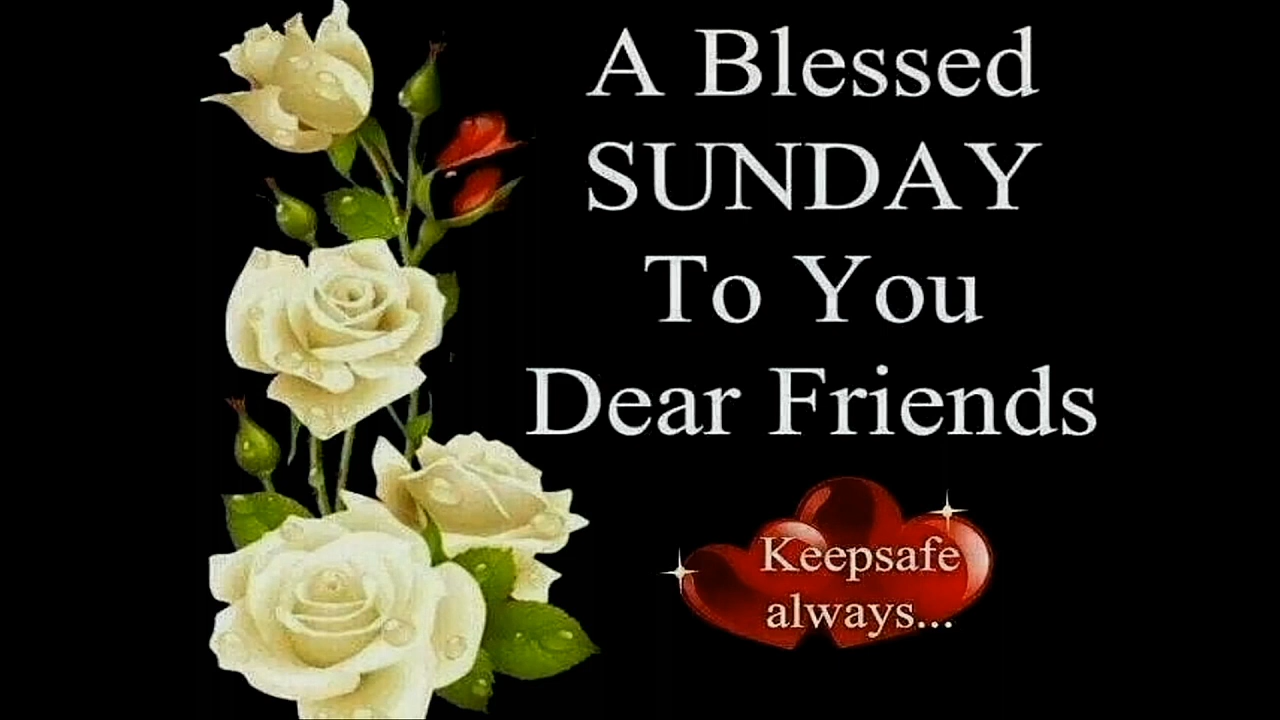 A Blessed
SUNDAY
To You
Dear Friends
Keepsafe
always...